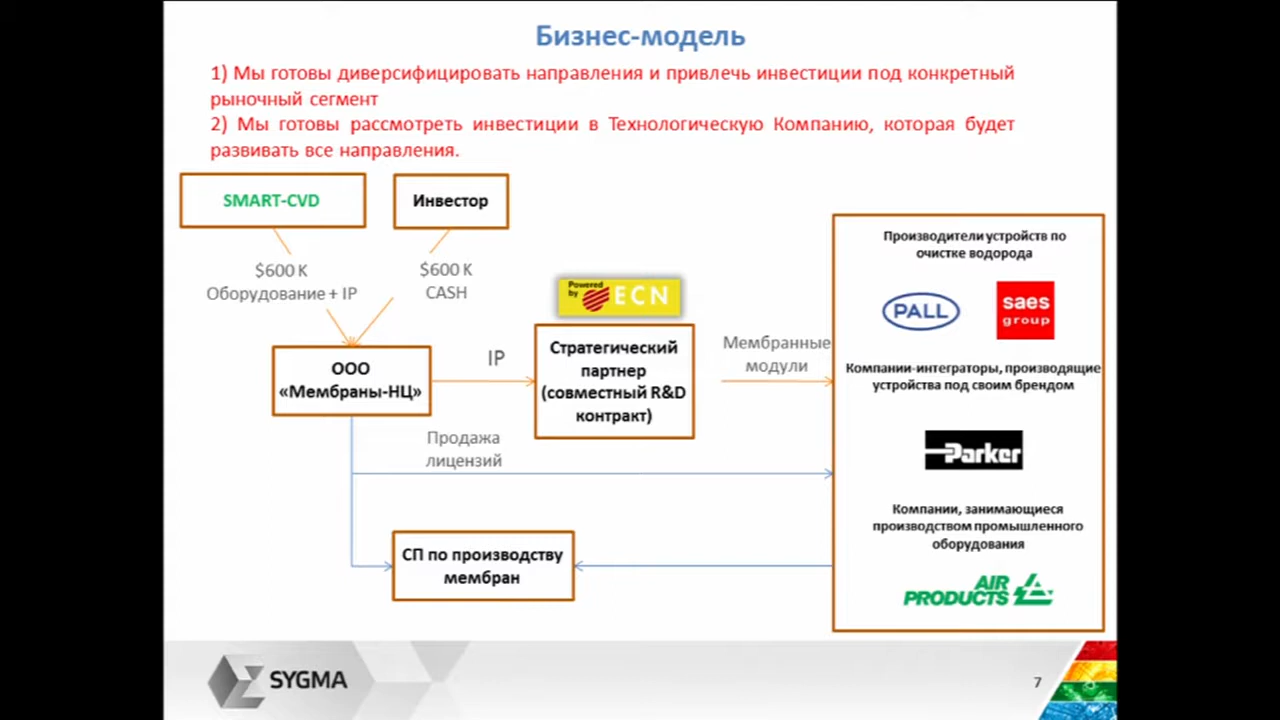 Бизнес-модель
1) Мы готовы диверсифицировать направления и привлечь инвестиции под конкретный
рыночный сегмент
2) Мы готовы рассмотреть инвестиции в Технологическую Компанию, которая будет
развивать все направления.
SMART-CVD
Инвестор
$600 K
Оборудование + IP
$600 K
CASH
ООО
«Мембраны-НЦ»
IP
Powered
by
ECN
Стратегический
партнер
(совместный R&D
контракт)
Мембранные
модули
Продажа
лицензий
СП по производству
мембран
Производители устройств по
очистке водорода
PALL
saes
group
Компании-интеграторы, производящие
устройства под своим брендом
Parker
Компании, занимающиеся
производством промышленного
оборудования
AIR
PRODUCTS
SYGMA
7